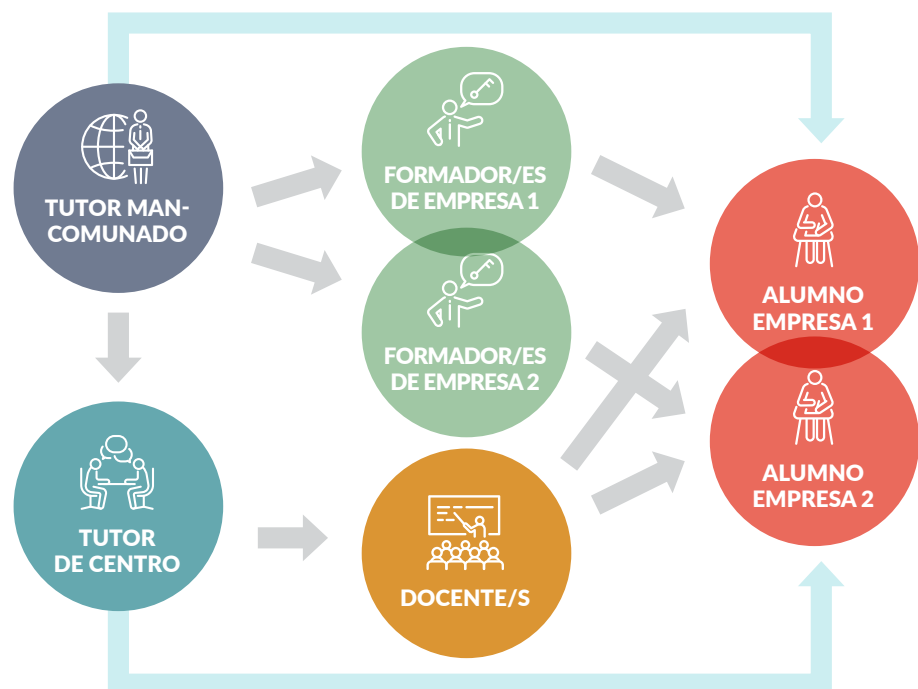 TUTOR MAN-
COMUNADO
FORMADOR/ES
DE EMPRESA 1
FORMADOR/ES
DE EMPRESA 2
ALUMNO
EMPRESA 1
ALUMNO
EMPRESA 2
TUTOR
DE CENTRO
DOCENTE/S